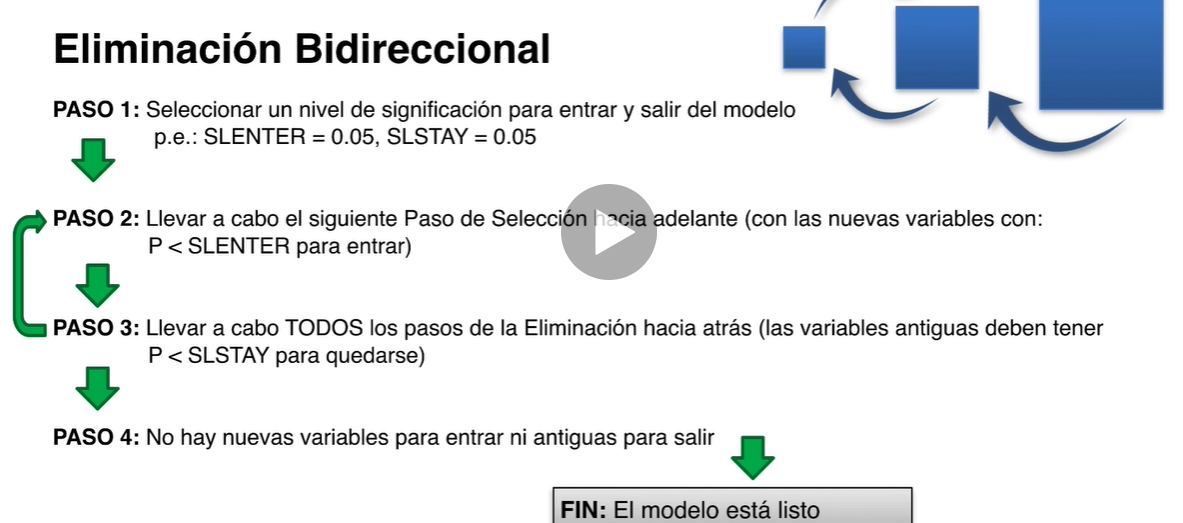 Eliminación Bidireccional
PASO 1: Seleccionar un nivel de significación para entrar y salir del modelo
p.e.: SLENTER = 0.05, SLSTAY = 0.05
PASO 2: Llevar a cabo el siguiente Paso de Selección hacia adelante (con las nuevas variables con:
P < SLENTER para entrar)
PASO 3: Llevar a cabo TODOS los pasos de la Eliminación hacia atrás (las variables antiguas deben tener
P < SLSTAY para quedarse)
PASO 4: No hay nuevas variables para entrar ni antiguas para salir
FIN: El modelo está listo